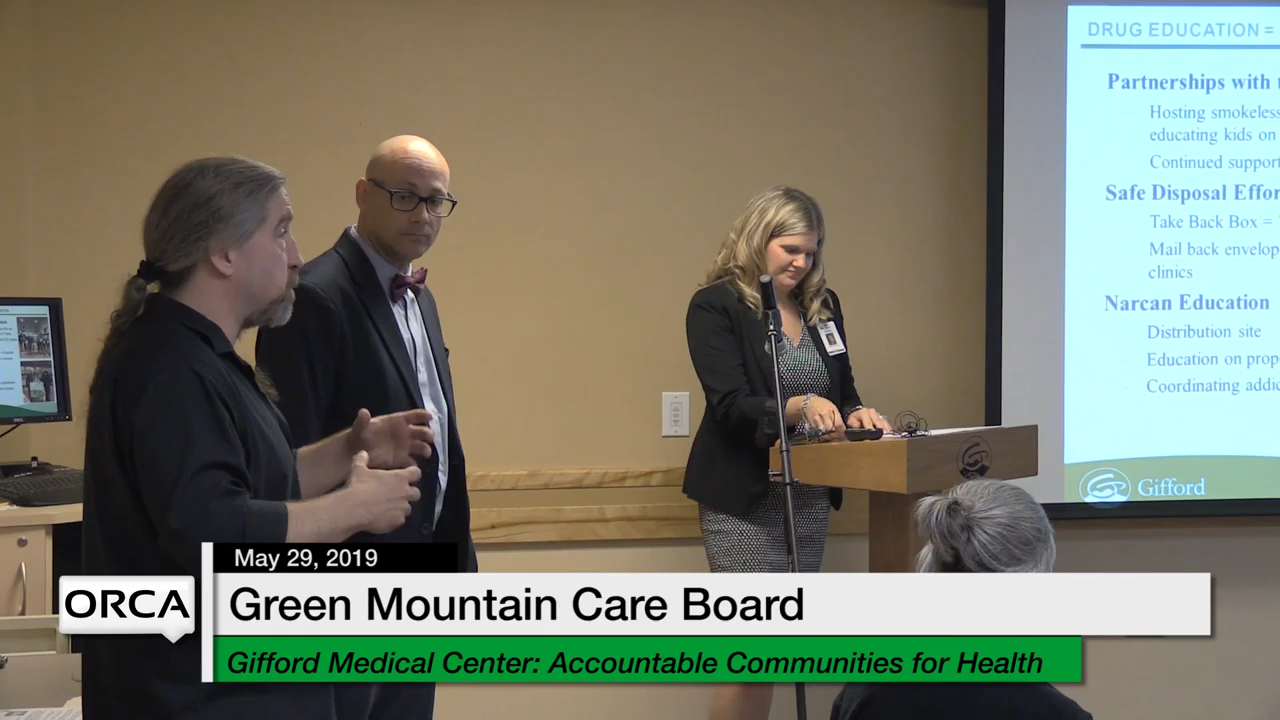 DRUG EDUCATION =
Partnerships with
Hosting smokeless
educating kids on
Continued support
Safe Disposal Effor
Take Back Box =
Mail back envelop
clinics
Narcan Education
Distribution site
Education on prop
Coordinating addic
Gifford
May 29, 2019
ORCA
Green Mountain Care Board
Gifford Medical Center: Accountable Communities for Health